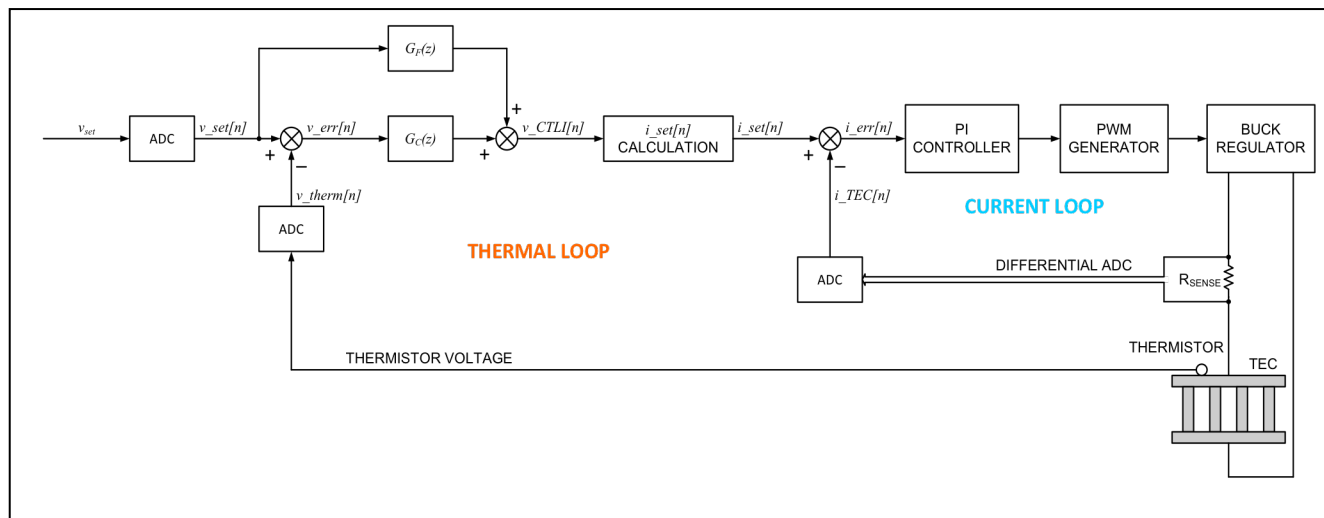 G_F(z)
v_set
ADC
v_set[n]
+
−
v_err[n]
G_C(z)
+
+
v_CTLI[n]
i_set[n]
CALCULATION
i_set[n]
+
−
i_err[n]
PI
CONTROLLER
PWM
GENERATOR
BUCK
REGULATOR
v_therm[n]
ADC
i_TEC[n]
CURRENT LOOP
THERMAL LOOP
ADC
DIFFERENTIAL ADC
R_SENSE
THERMISTOR VOLTAGE
THERMISTOR
TEC